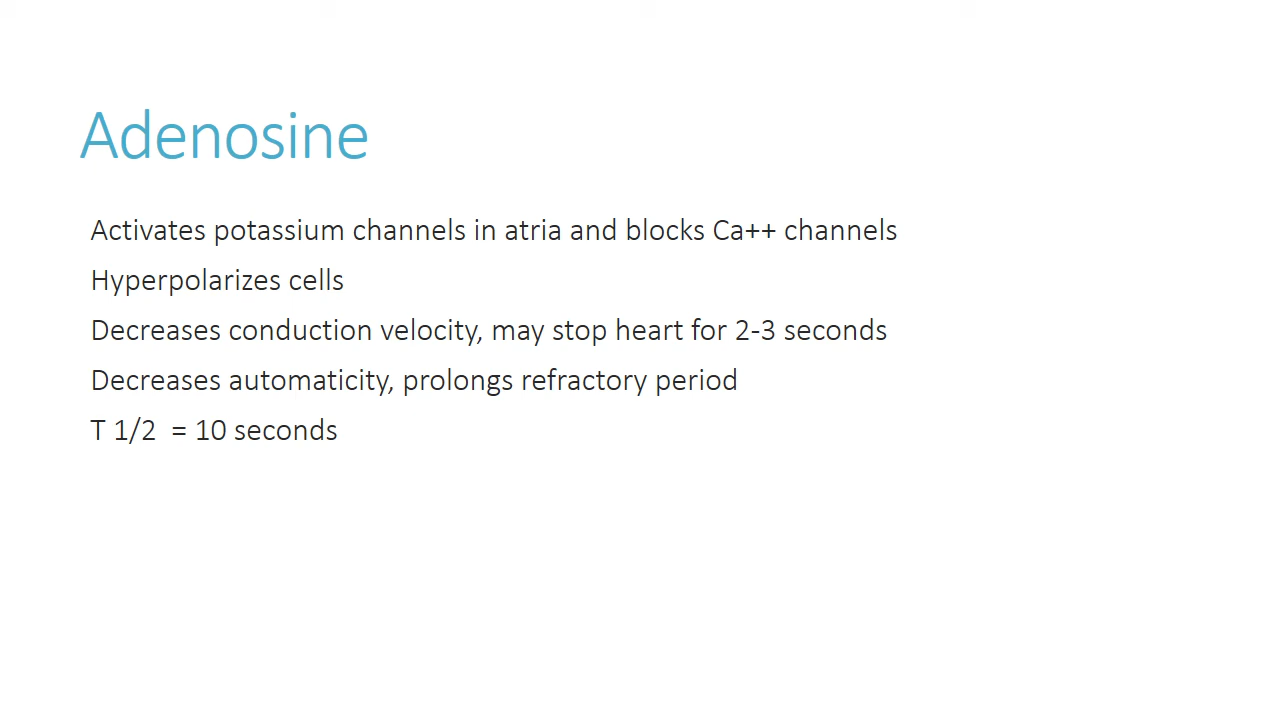 Adenosine
Activates potassium channels in atria and blocks Ca++ channels
Hyperpolarizes cells
Decreases conduction velocity, may stop heart for 2-3 seconds
Decreases automaticity, prolongs refractory period
T 1/2  = 10 seconds